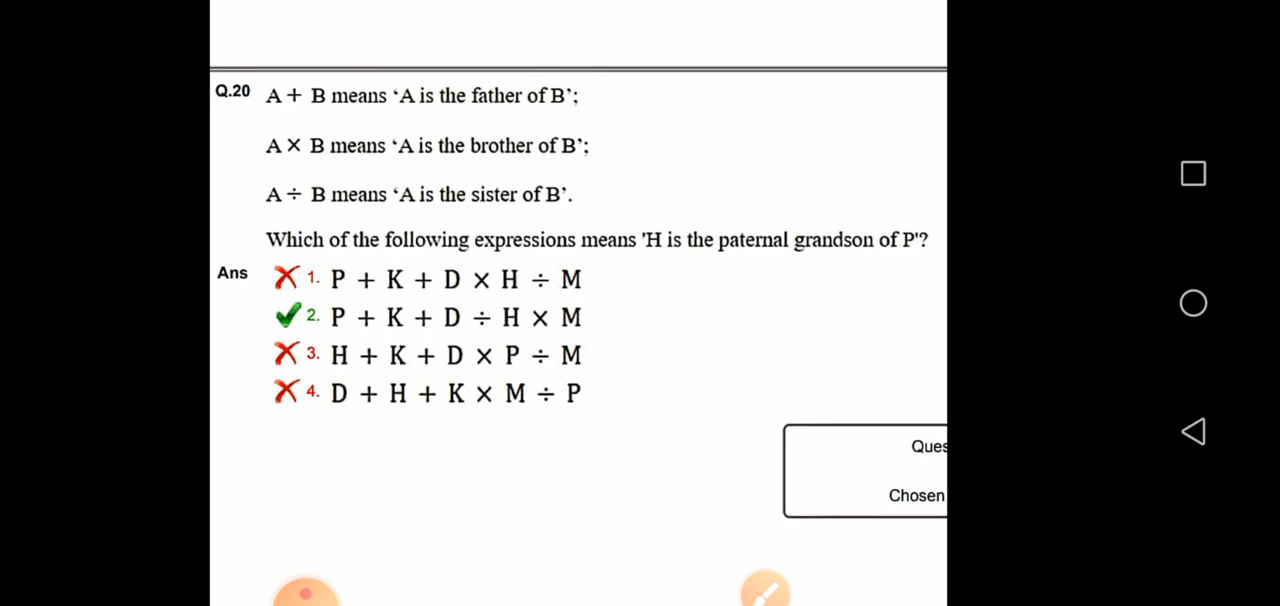 Q.20 A + B means ‘A is the father of B’;
A × B means ‘A is the brother of B’;
A ÷ B means ‘A is the sister of B’.
Which of the following expressions means 'H is the paternal grandson of P'?
Ans 1. P + K + D × H ÷ M
2. P + K + D ÷ H × M
3. H + K + D × P ÷ M
4. D + H + K × M ÷ P
Ques
Chosen